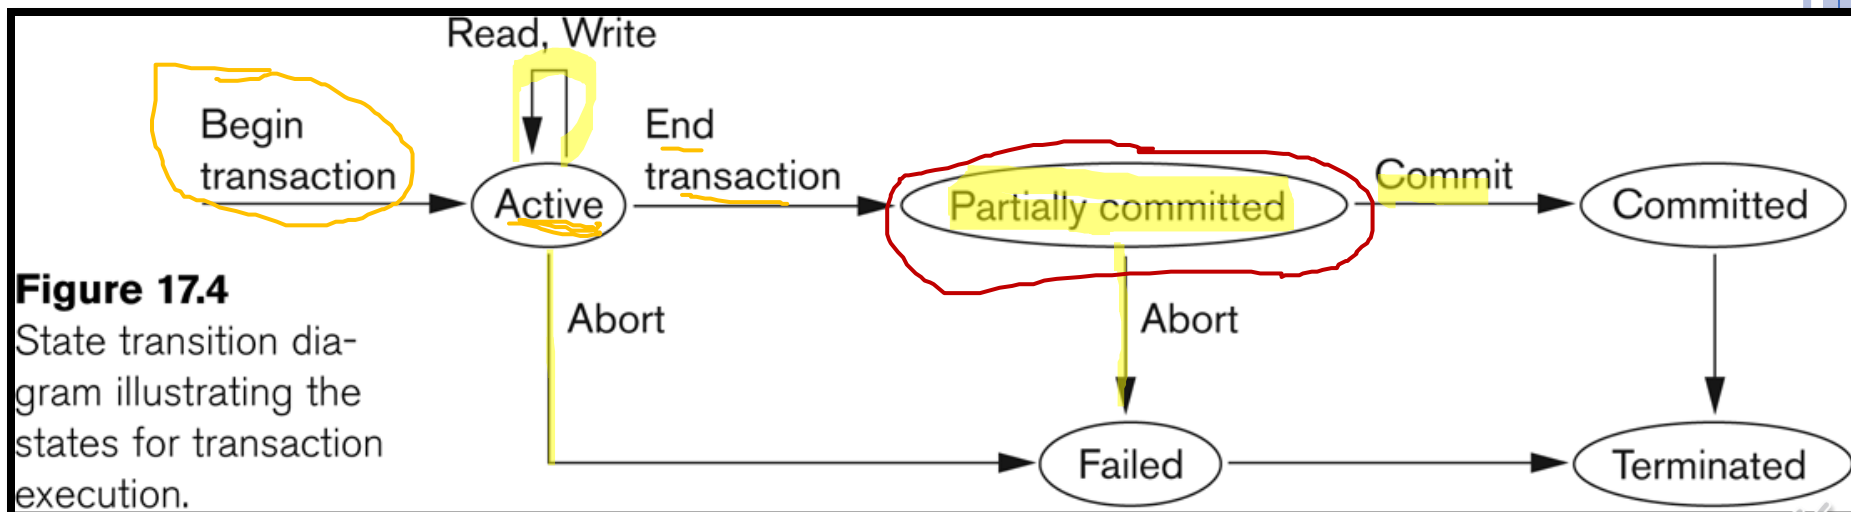 Read, Write
Begin
transaction
End
transaction
Active
Partially committed
Commit
Committed
Abort
Abort
Failed
Terminated
Figure 17.4
State transition dia-
gram illustrating the
states for transaction
execution.